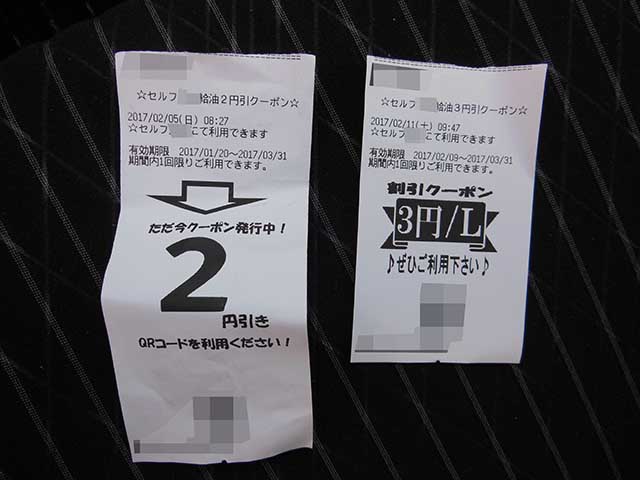 ☆セルフ 給油２円引クーポン☆
2017/02/05(日) 08:27
☆セルフ にて利用できます
有効期限 2017/01/20～2017/03/31
期間内1回限りご利用できます。
ただ今クーポン発行中！
2
円引き
QRコードを利用ください！
☆セルフ 給油３円引クーポン☆
2017/02/11(土) 09:47
☆セルフ にて利用できます
有効期限 2017/02/09～2017/03/31
期間内1回限りご利用できます。
割引クーポン
3円/L
♪ぜひご利用下さい♪